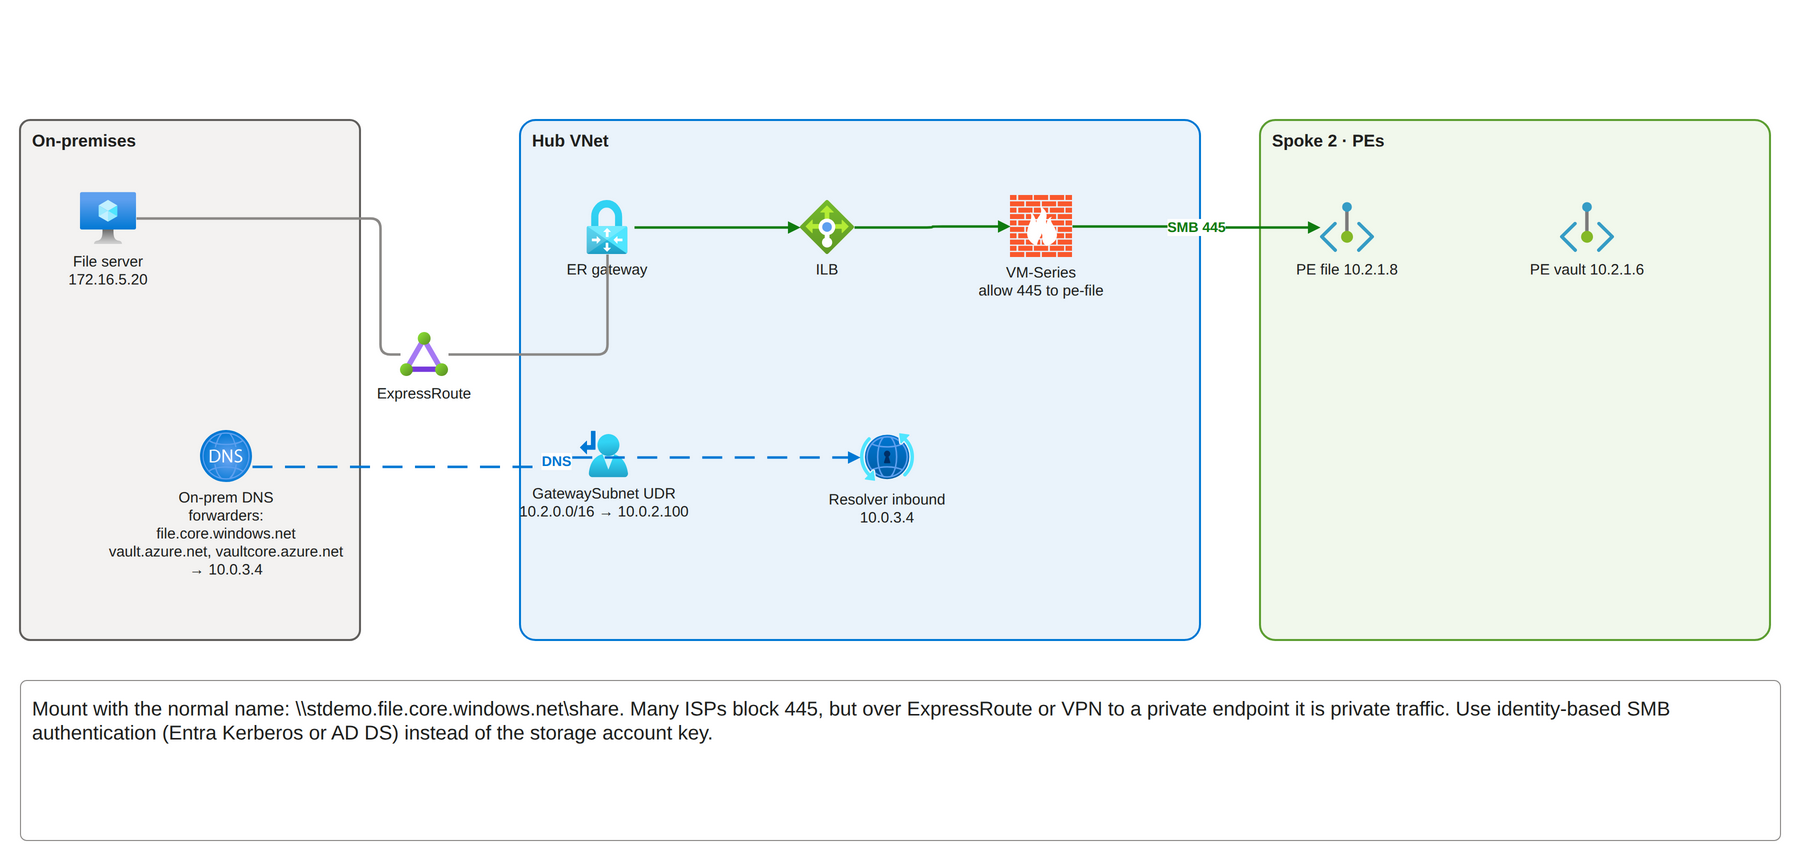 On-premises
Hub VNet
Spoke 2 · PEs
File server
172.16.5.20
ER gateway
ILB
VM-Series
allow 445 to pe-file
SMB 445
PE file 10.2.1.8
PE vault 10.2.1.6
ExpressRoute
DNS
On-prem DNS
forwarders:
file.core.windows.net
vault.azure.net, vaultcore.azure.net
→ 10.0.3.4
DNS
GatewaySubnet UDR
10.2.0.0/16 → 10.0.2.100
Resolver inbound
10.0.3.4
Mount with the normal name: \\stdemo.file.core.windows.net\share. Many ISPs block 445, but over ExpressRoute or VPN to a private endpoint it is private traffic. Use identity-based SMB
authentication (Entra Kerberos or AD DS) instead of the storage account key.